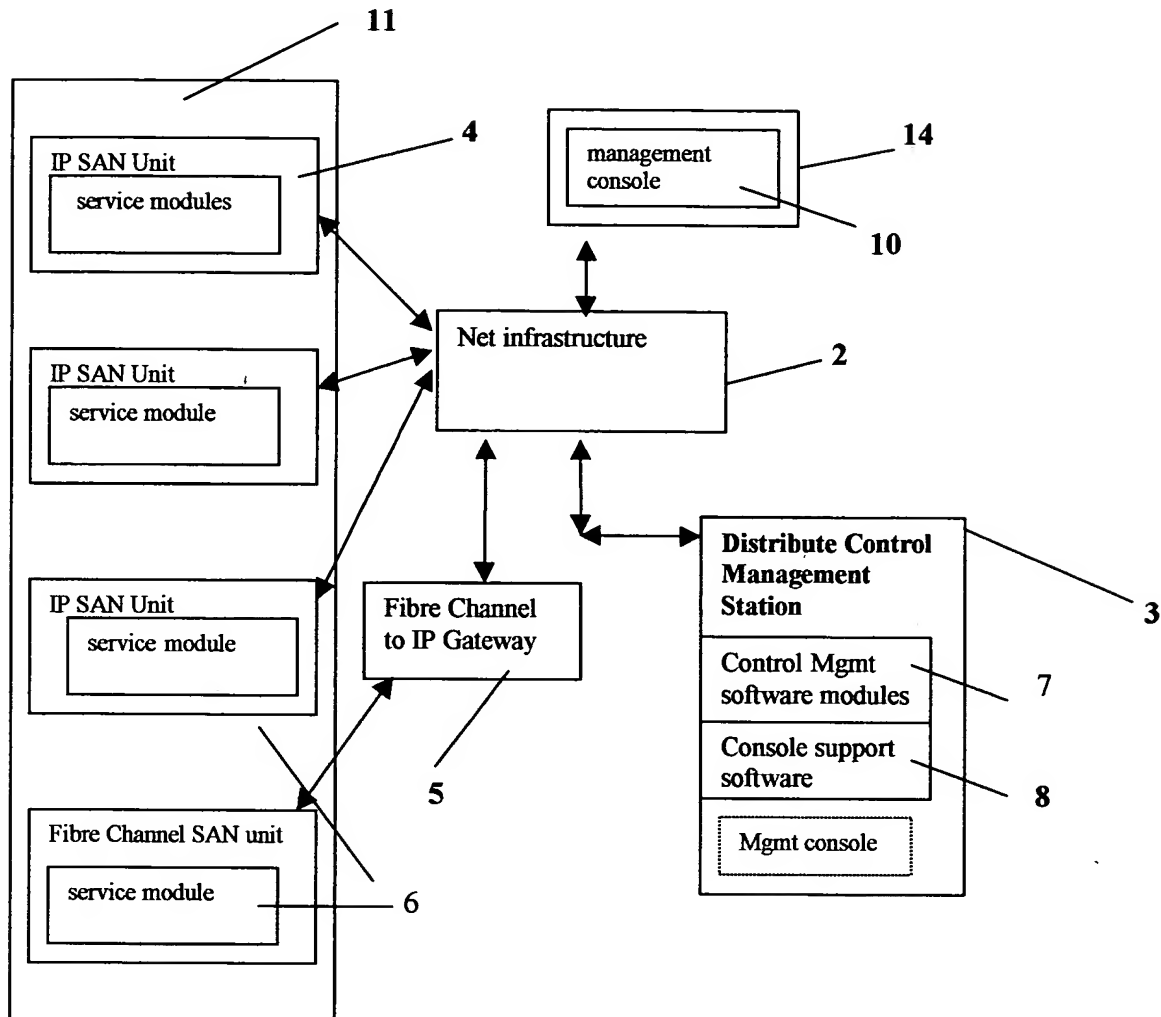 11
IP SAN Unit
service modules
4
management
console
14
10
Net infrastructure
2
IP SAN Unit
service module
IP SAN Unit
service module
Fibre Channel
to IP Gateway
5
Distribute Control
Management
Station
3
Control Mgmt
software modules
7
Console support
software
8
Mgmt console
Fibre Channel SAN unit
service module
6